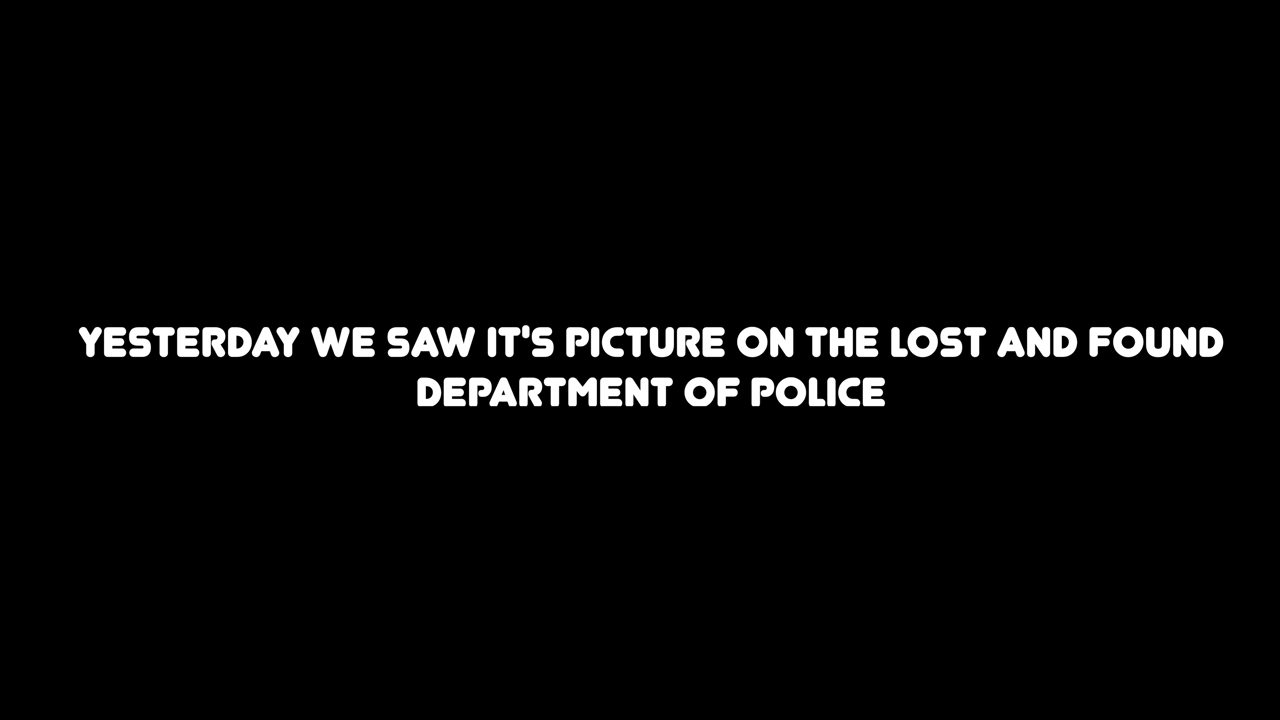 YESTERDAY WE SAW IT'S PICTURE ON THE LOST AND FOUND
DEPARTMENT OF POLICE